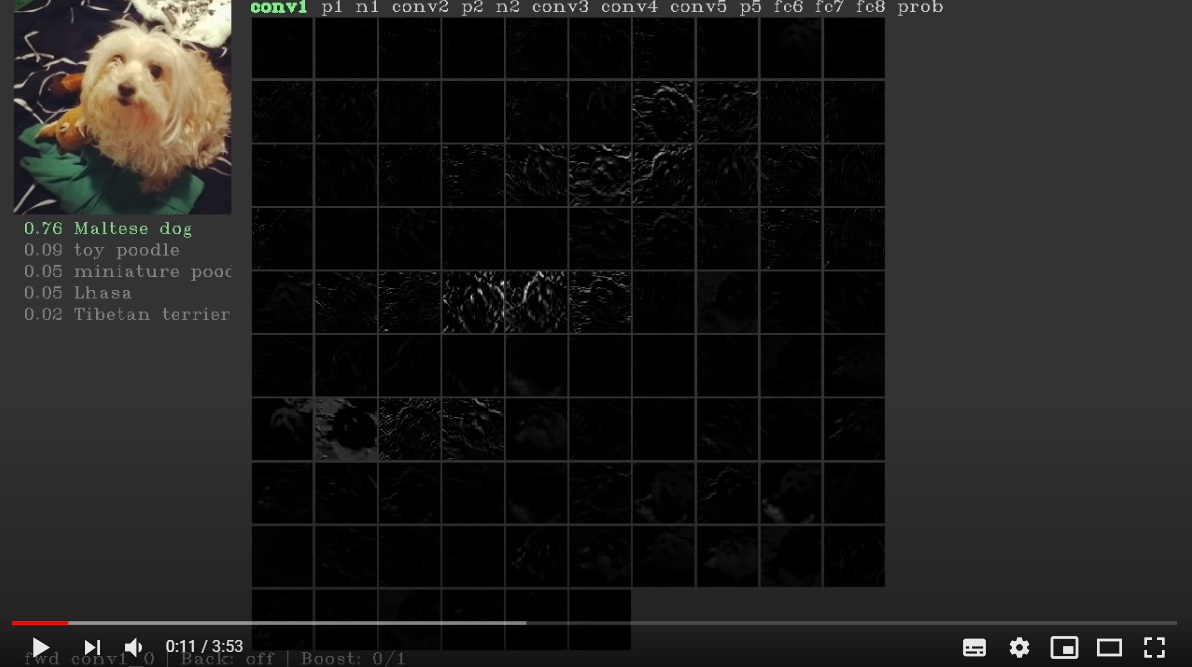 conv1 p1 n1 conv2 p2 n2 conv3 conv4 conv5 p5 fc6 fc7 fc8 prob
0.76 Maltese dog
0.09 toy poodle
0.05 miniature pood
0.05 Lhasa
0.02 Tibetan terrier
0:11 / 3:53
fwd conv1_0 | Back: off | Boost: 0/1